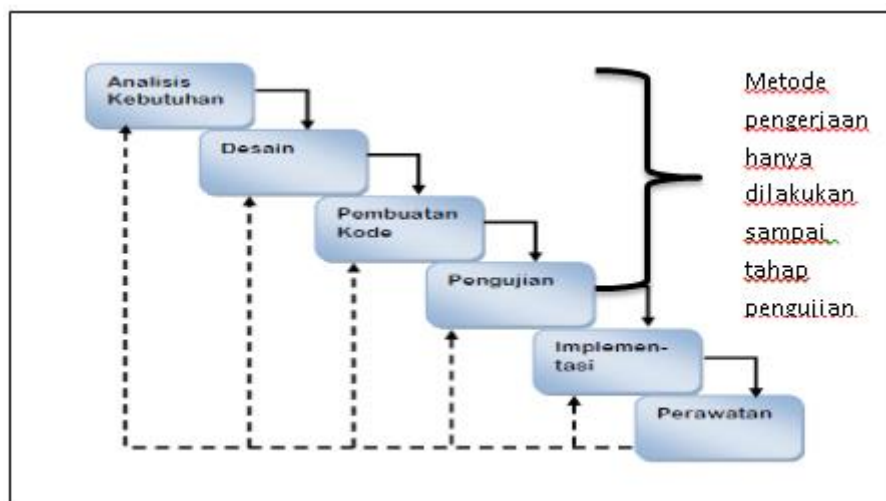 Analisis
Kebutuhan
Desain
Pembuatan
Kode
Pengujian
Implemen-
tasi
Perawatan
Metode
pengerjaan
hanya
dilakukan
sampai
tahap
pengujian